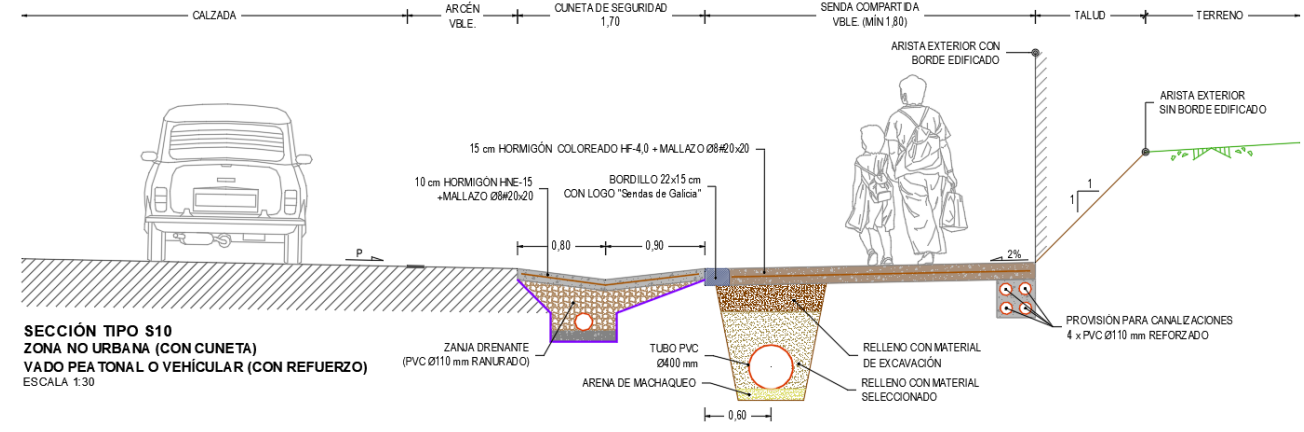 CALZADA
ARCÉN
VBLE.
CUNETA DE SEGURIDAD
1,70
SENDA COMPARTIDA
VBLE. (MÍN 1,80)
TALUD
TERRENO
ARISTA EXTERIOR CON
BORDE EDIFICADO
ARISTA EXTERIOR
SIN BORDE EDIFICADO
15 cm HORMIGÓN COLOREADO HF-4,0 + MALLAZO Ø8#20x20
10 cm HORMIGÓN HNE-15
+MALLAZO Ø8#20x20
BORDILLO 22x15 cm
CON LOGO "Sendas de Galicia"
1
1
0,80
0,90
P
2%
SECCIÓN TIPO S10
ZONA NO URBANA (CON CUNETA)
VADO PEATONAL O VEHÍCULAR (CON REFUERZO)
ESCALA 1:30
ZANJA DRENANTE
(PVC Ø110 mm RANURADO)
TUBO PVC
Ø400 mm
ARENA DE MACHAQUEO
RELLENO CON MATERIAL
DE EXCAVACIÓN
RELLENO CON MATERIAL
SELECCIONADO
PROVISIÓN PARA CANALIZACIONES
4 x PVC Ø110 mm REFORZADO
0,60